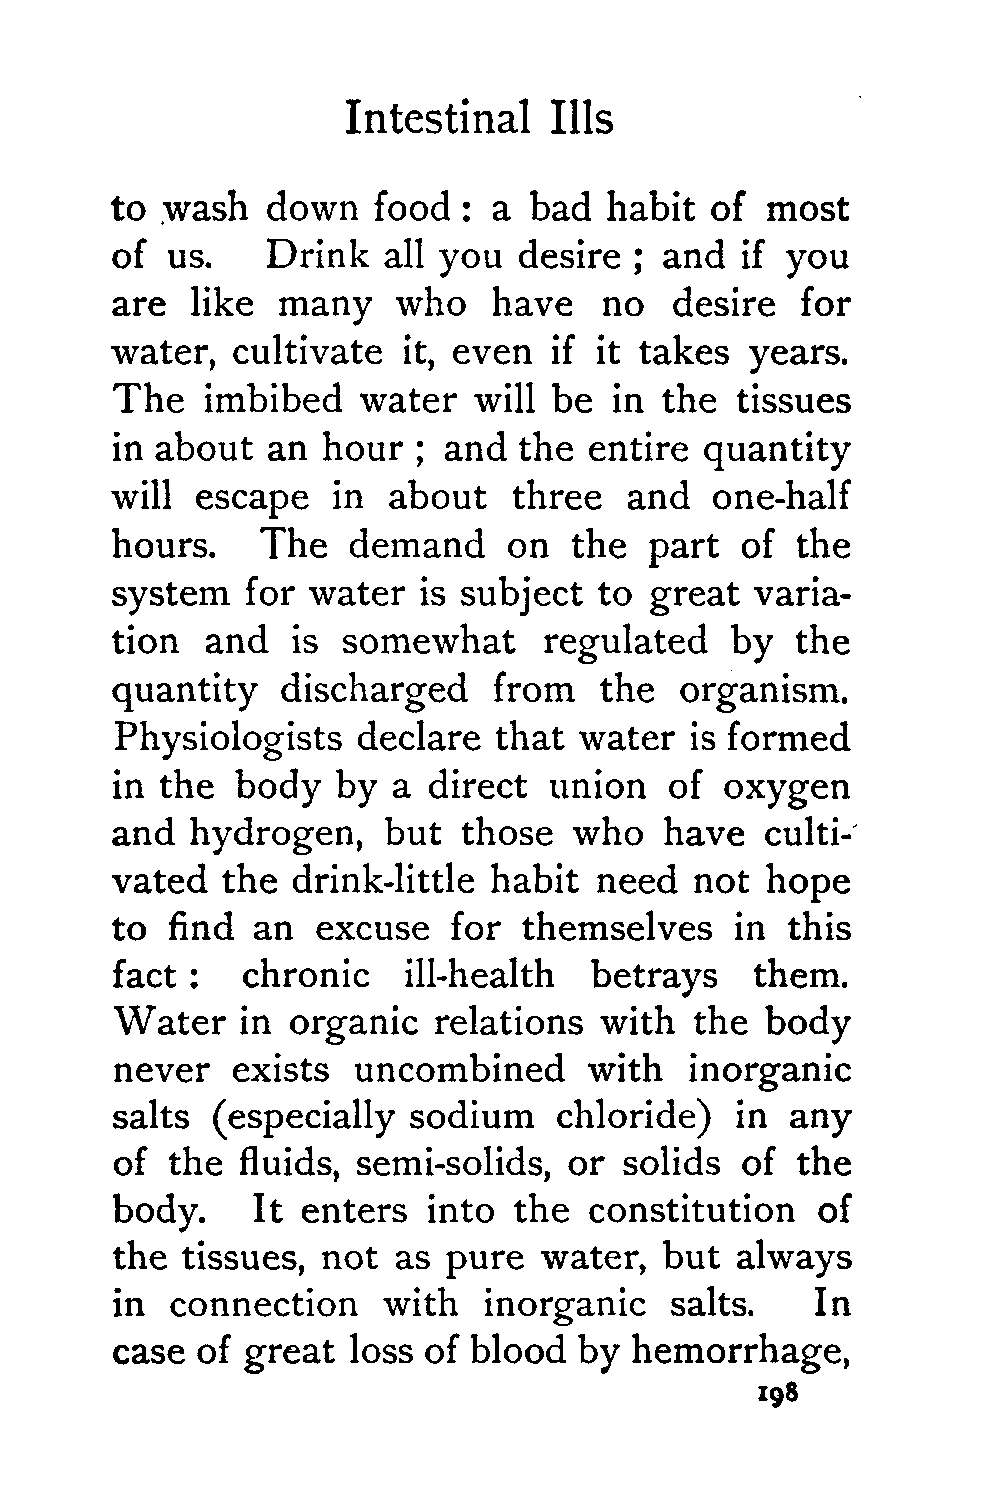 Intestinal Ills
to wash down food : a bad habit of most
of us. Drink all you desire ; and if you
are like many who have no desire for
water, cultivate it, even if it takes years.
The imbibed water will be in the tissues
in about an hour ; and the entire quantity
will escape in about three and one-half
hours. The demand on the part of the
system for water is subject to great varia-
tion and is somewhat regulated by the
quantity discharged from the organism.
Physiologists declare that water is formed
in the body by a direct union of oxygen
and hydrogen, but those who have culti-
vated the drink-little habit need not hope
to find an excuse for themselves in this
fact : chronic ill-health betrays them.
Water in organic relations with the body
never exists uncombined with inorganic
salts (especially sodium chloride) in any
of the fluids, semi-solids, or solids of the
body. It enters into the constitution of
the tissues, not as pure water, but always
in connection with inorganic salts. In
case of great loss of blood by hemorrhage,
198